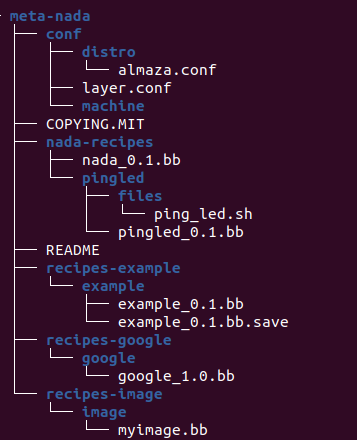 meta-nada
conf
distro
almaza.conf
layer.conf
machine
COPYING.MIT
nada-recipes
nada_0.1.bb
pingled
files
ping_led.sh
pingled_0.1.bb
README
recipes-example
example
example_0.1.bb
example_0.1.bb.save
recipes-google
google
google_1.0.bb
recipes-image
image
myimage.bb